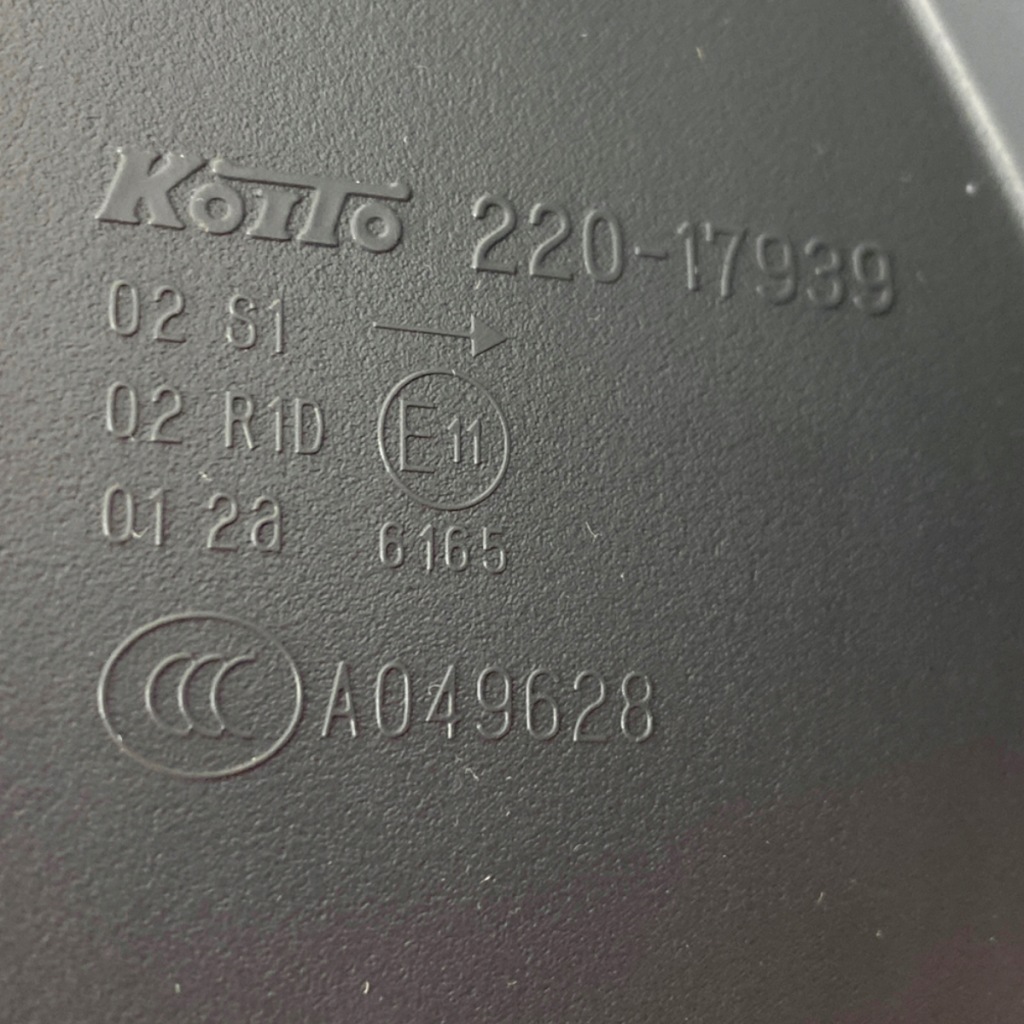 KOITO 220-17939
02 S1 →
02 R1D E11
01 2a 6165
CCC A049628